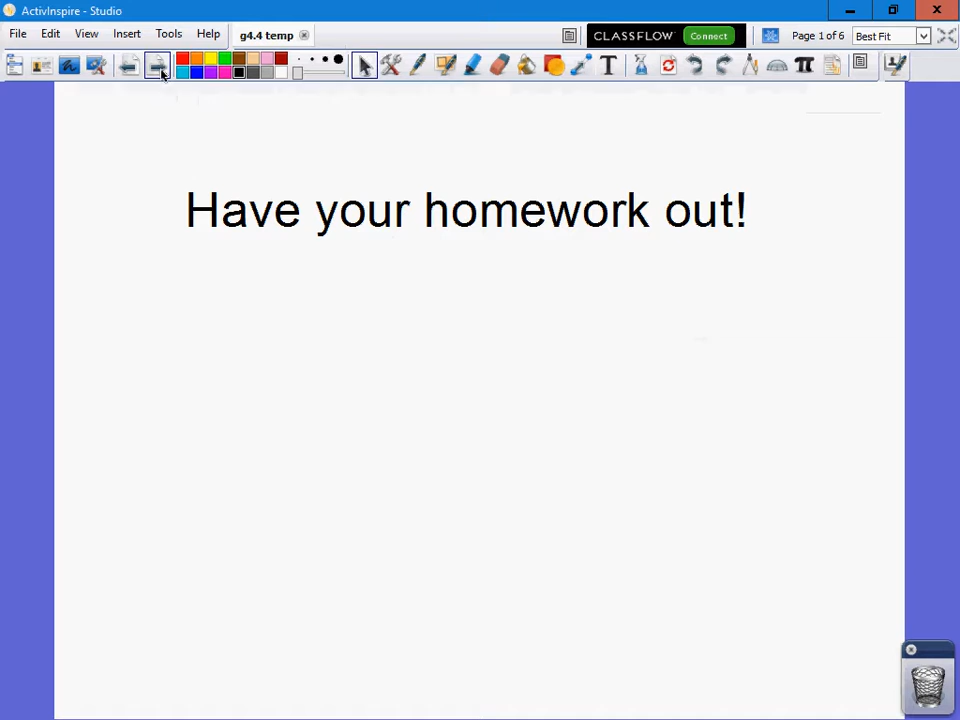 ActivInspire - Studio
File Edit View Insert Tools Help
g4.4 temp
CLASSFLOW Connect
Page 1 of 6
Best Fit
Have your homework out!